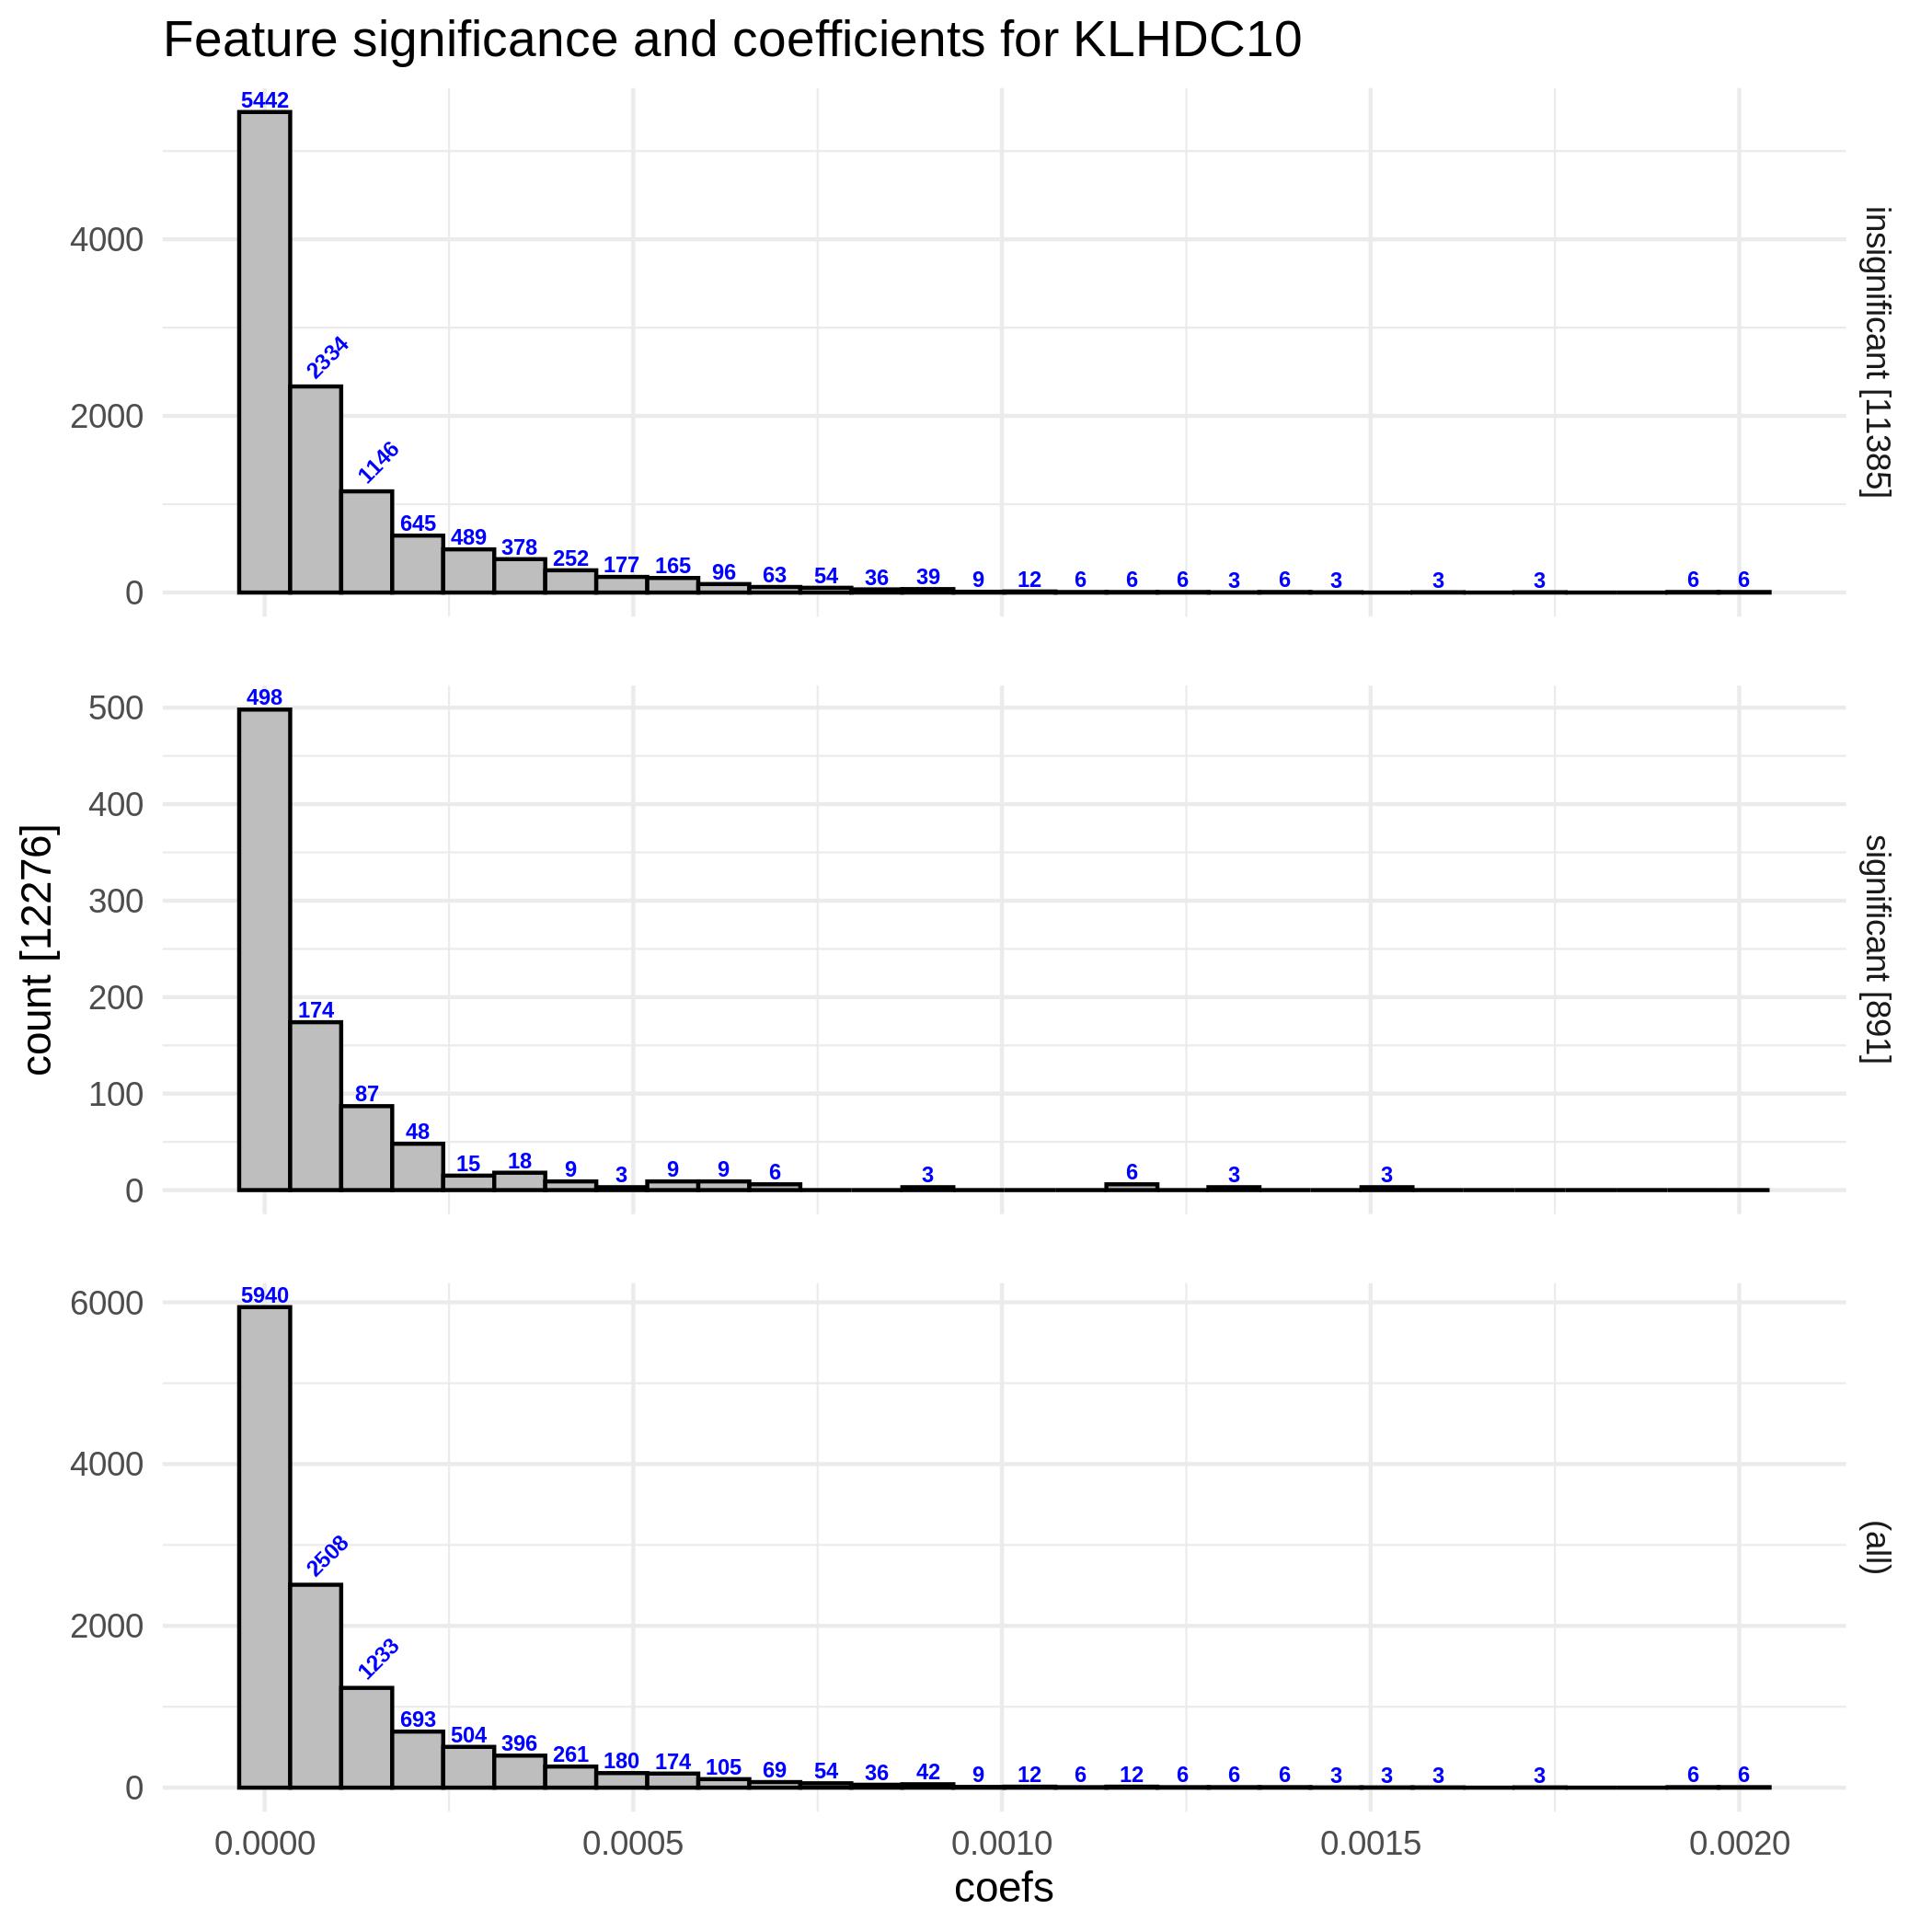 Feature significance and coefficients for KLHDC10
5442
2334
1146
645 489 378 252 177 165 96 63 54 36 39 9 12 6 6 6 3 6 3 3 3 6 6
4000
2000
0
insignificant [11385]
498
174
87
48
15 18 9 3 9 9 6 3 6 3 3
500
400
300
200
100
0
significant [891]
count [12276]
5940
2508
1233
693 504 396 261 180 174 105 69 54 36 42 9 12 6 12 6 6 6 3 3 3 3 6 6
6000
4000
2000
0
(all)
0.0000 0.0005 0.0010 0.0015 0.0020
coefs